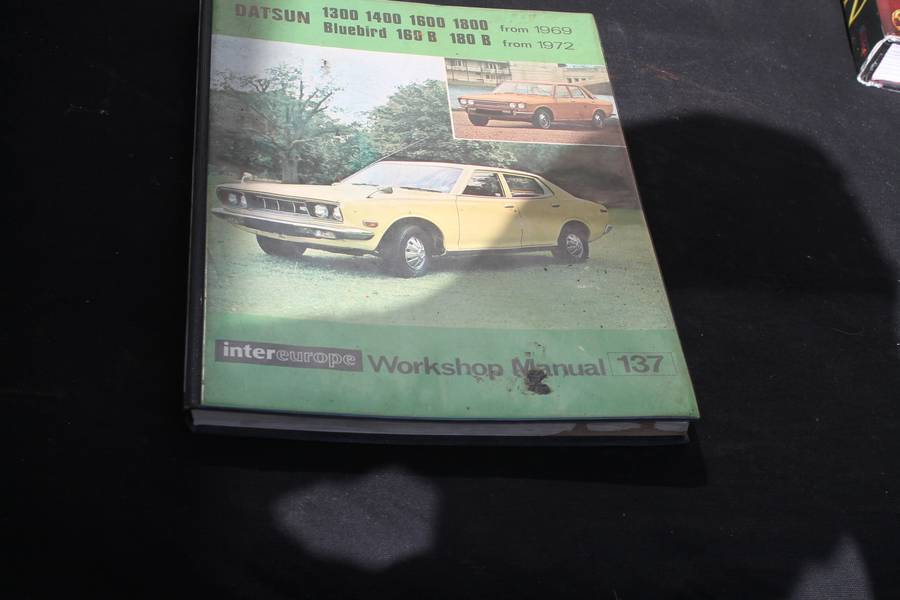 DATSUN 1300 1400 1600 1800 from 1969
Bluebird 160 B 180 B from 1972
intereurope Workshop Manual 137